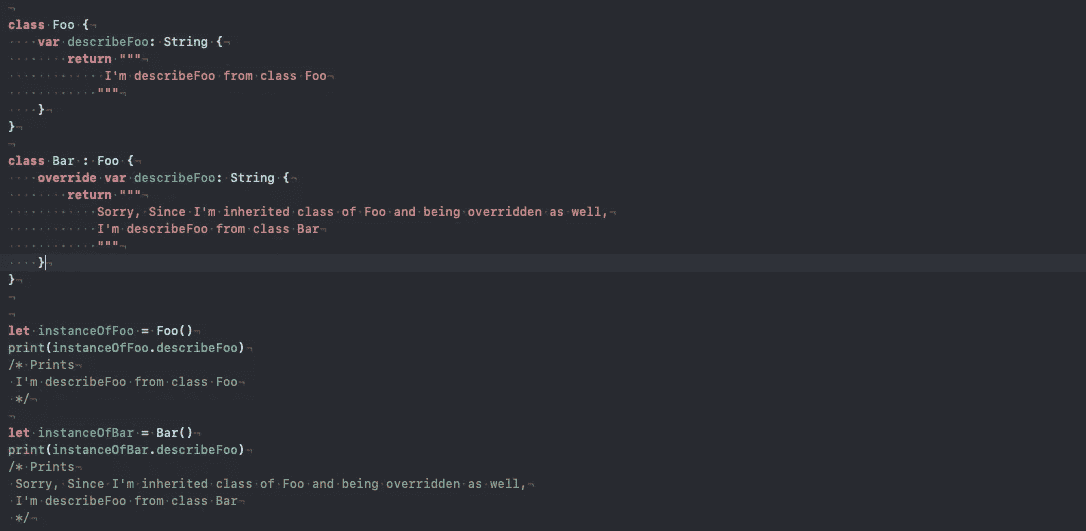 class Foo {
    var describeFoo: String {
        return """
             I'm describeFoo from class Foo
            """
    }
}

class Bar : Foo {
    override var describeFoo: String {
        return """
            Sorry, Since I'm inherited class of Foo and being overridden as well,
            I'm describeFoo from class Bar
            """
    }
}


let instanceOfFoo = Foo()
print(instanceOfFoo.describeFoo)
/* Prints
 I'm describeFoo from class Foo
 */

let instanceOfBar = Bar()
print(instanceOfBar.describeFoo)
/* Prints
 Sorry, Since I'm inherited class of Foo and being overridden as well,
 I'm describeFoo from class Bar
 */